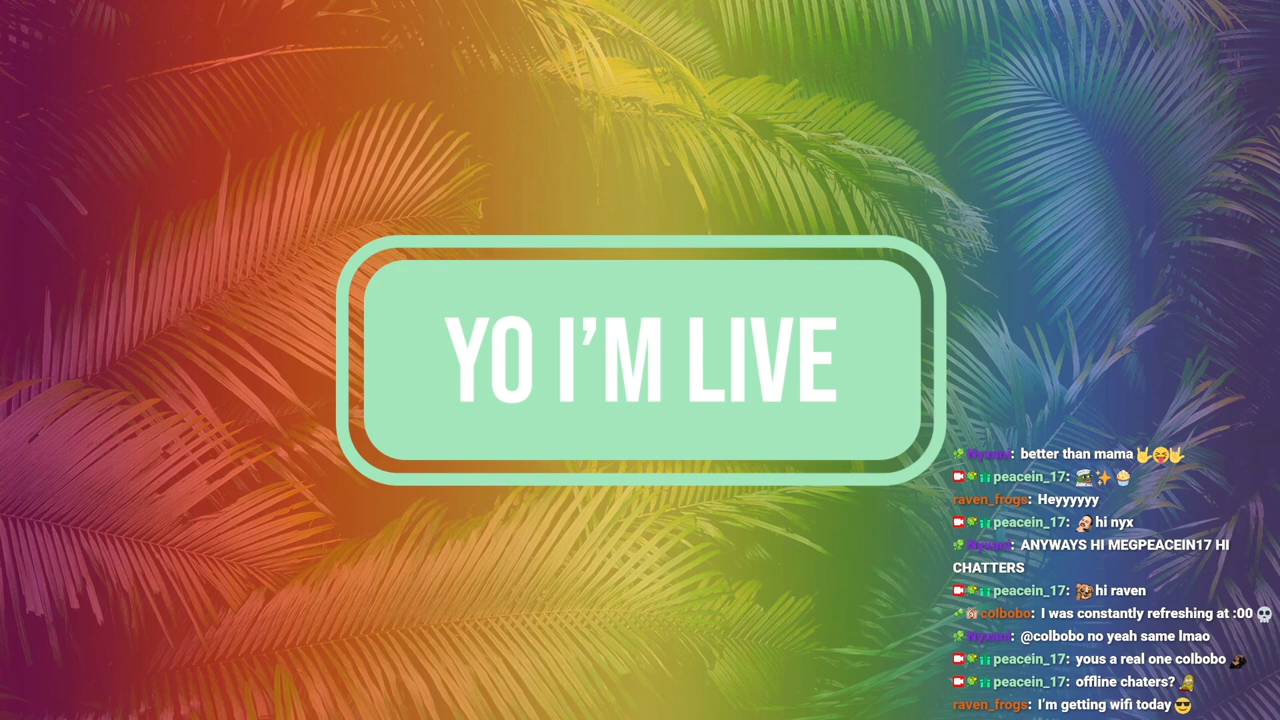 YO I’M LIVE
: better than mama
peacein_17:
raven_frogs: Heyyyyyy
peacein_17: hi nyx
: ANYWAYS HI MEGPEACEIN17 HI
CHATTERS
peacein_17: hi raven
colbobo: I was constantly refreshing at :00
: @colbobo no yeah same lmao
peacein_17: yous a real one colbobo
peacein_17: offline chaters?
raven_frogs: I’m getting wifi today